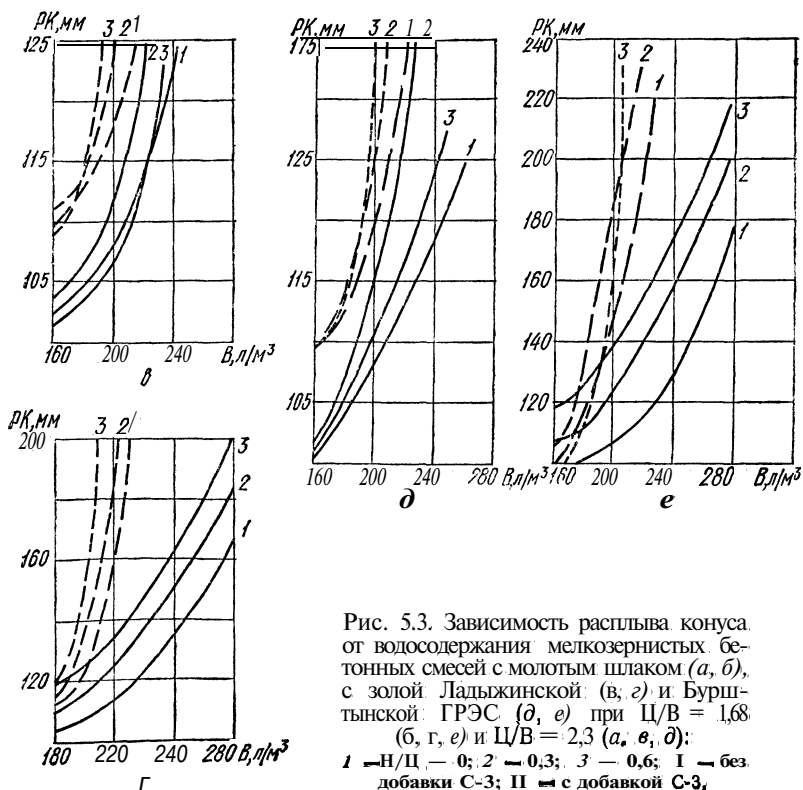 РК,мм
3 2 1
2 3 1
125
115
105
160 200 240 В,л/м³
в
РК,мм
3 2 1 2
175
125
3
1
115
105
160 200 240 280 В,л/м³
д
РК,мм
240
3 2 1
220
3
200
2
180
1
160
140
120
160 200 240 280 В,л/м³
е
РК,мм
200
3 2 1
3
2
160
1
120
180 220 280 В,л/м³
г
Рис. 5.3. Зависимость расплыва конуса
от водосодержания мелкозернистых бе-
тонных смесей с молотым шлаком (а, б),
с золой Ладыжинской (в, г) и Бурш-
тынской ГРЭС (д, е) при Ц/В = 1,68
(б, г, е) и Ц/В = 2,3 (а, в, д):
1 — Н/Ц — 0; 2 — 0,3; 3 — 0,6; I — без
добавки С-3; II — с добавкой С-3.